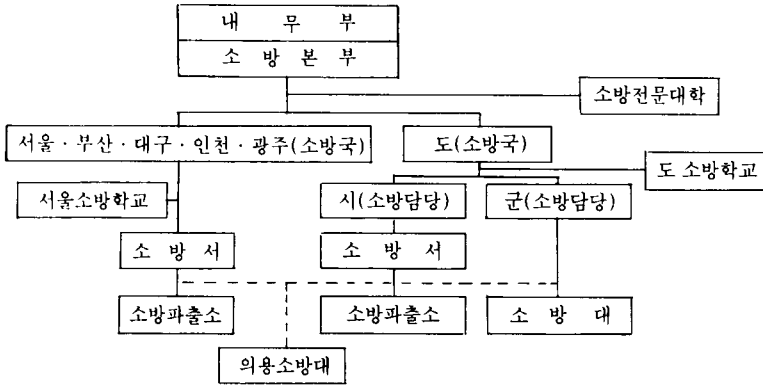 내 무 부
소 방 본 부
소방전문대학
서울·부산·대구·인천·광주(소방국)
도(소방국)
도 소방학교
서울소방학교
시(소방담당)
군(소방담당)
소 방 서
소 방 서
소방파출소
소방파출소
소 방 대
의용소방대